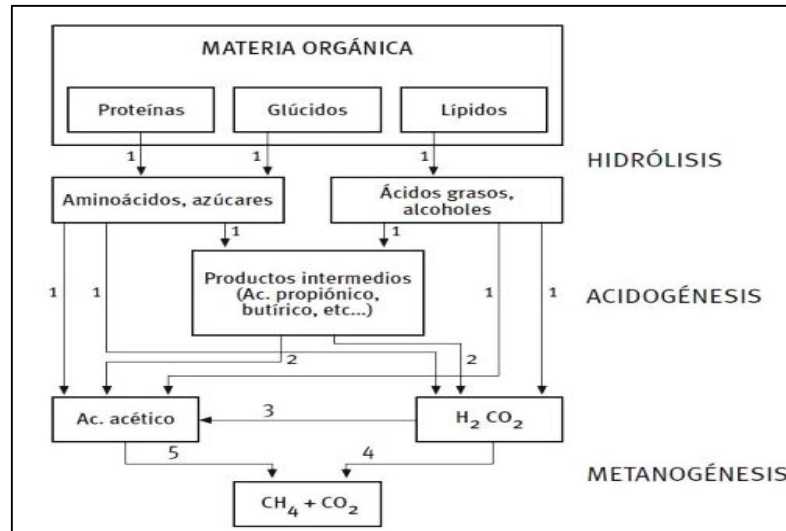 MATERIA ORGÁNICA
Proteínas
Glúcidos
Lípidos
1
1
1
HIDRÓLISIS
Aminoácidos, azúcares
Ácidos grasos,
alcoholes
1
1
Productos intermedios
(Ac. propiónico,
butírico, etc...)
1
1
1
1
ACIDOGÉNESIS
2
2
Ac. acético
3
H₂ CO₂
5
4
METANOGÉNESIS
CH₄ + CO₂